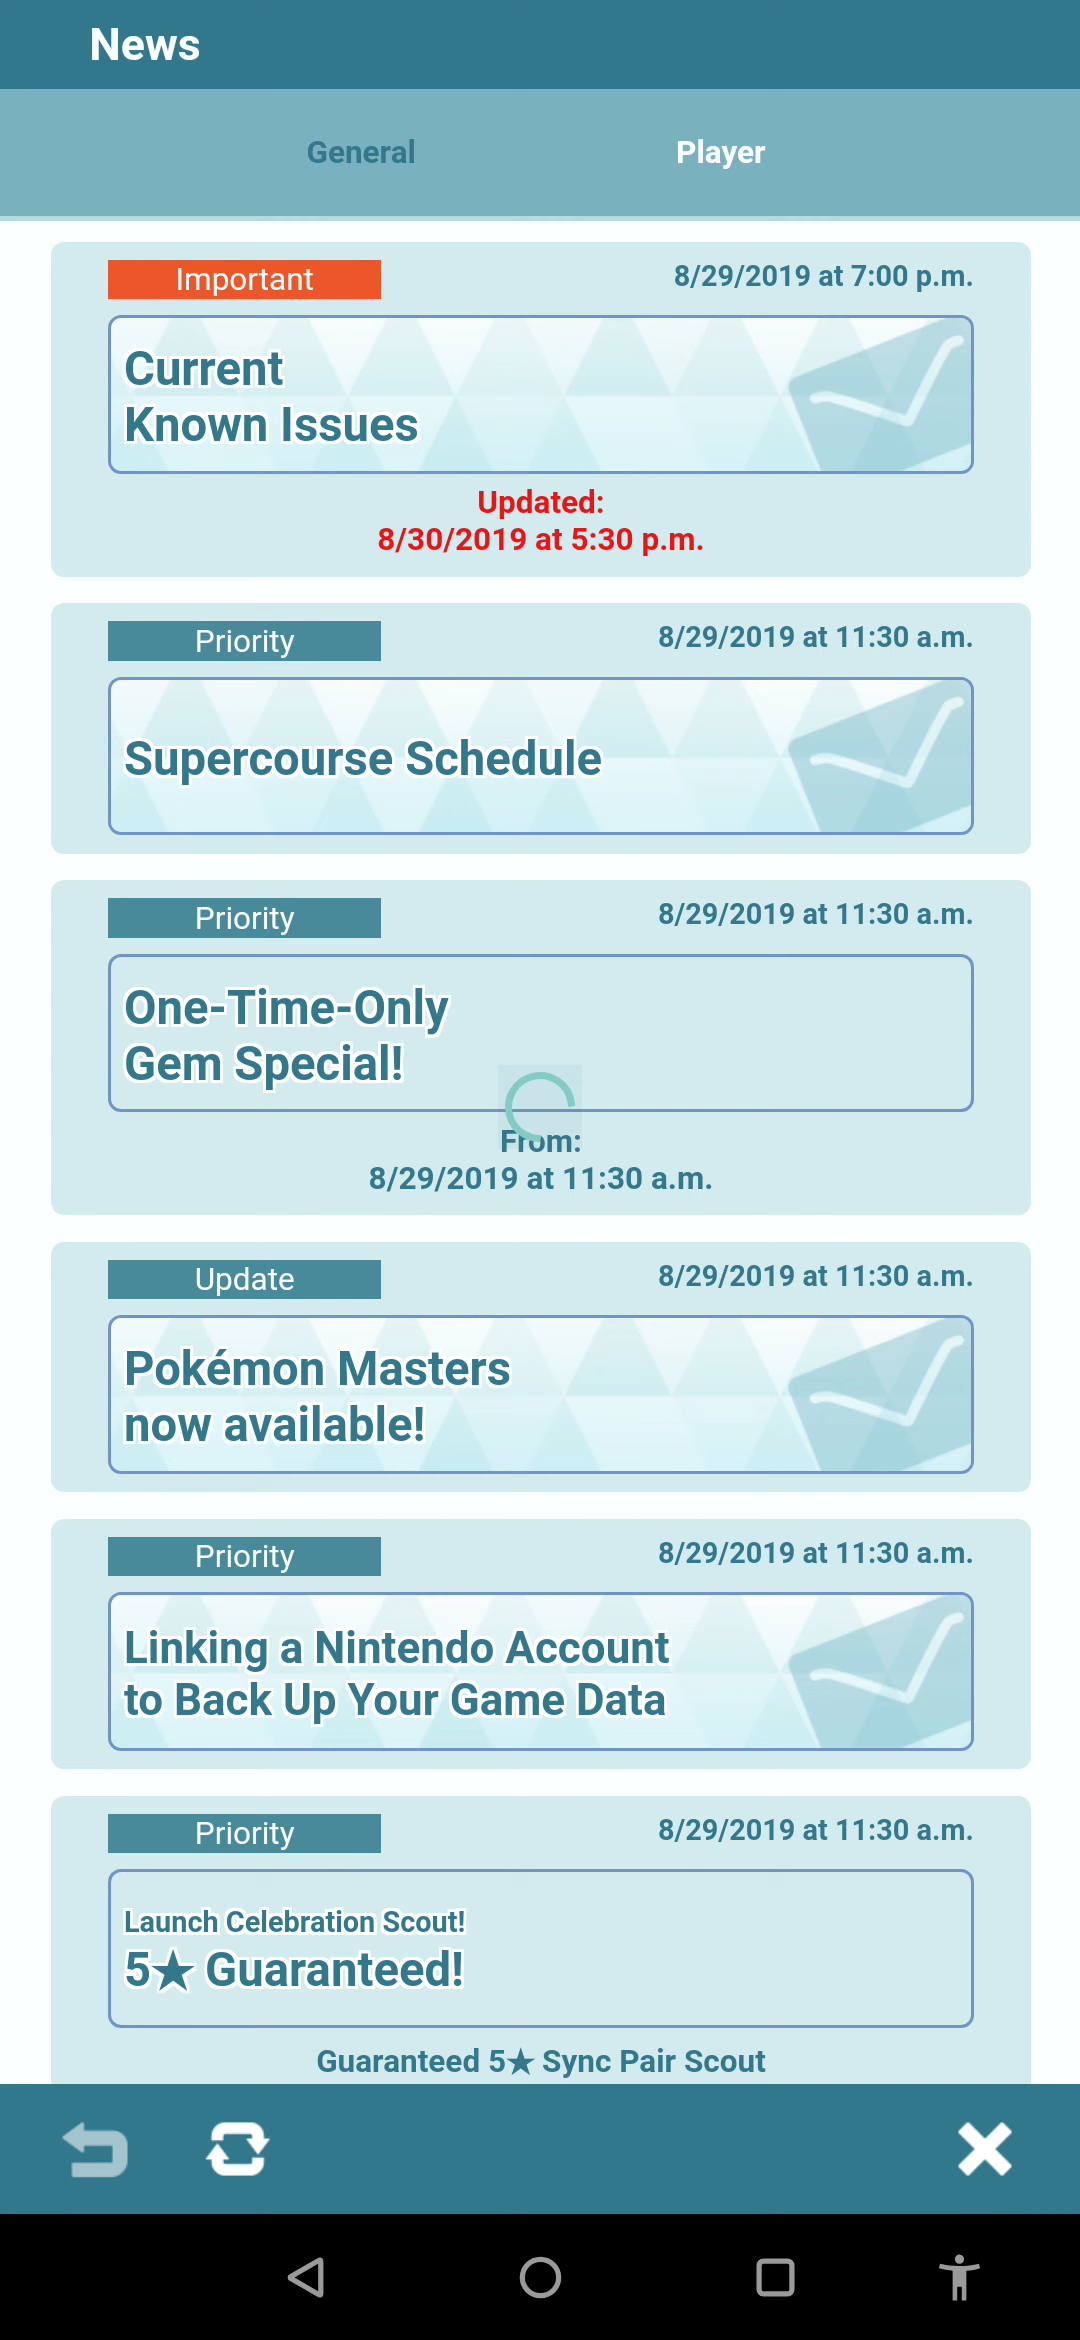 News
General
Player
Important
8/29/2019 at 7:00 p.m.
Current
Known Issues
Updated:
8/30/2019 at 5:30 p.m.
Priority
8/29/2019 at 11:30 a.m.
Supercourse Schedule
Priority
8/29/2019 at 11:30 a.m.
One-Time-Only
Gem Special!
From:
8/29/2019 at 11:30 a.m.
Update
8/29/2019 at 11:30 a.m.
Pokémon Masters
now available!
Priority
8/29/2019 at 11:30 a.m.
Linking a Nintendo Account
to Back Up Your Game Data
Priority
8/29/2019 at 11:30 a.m.
Launch Celebration Scout!
5★ Guaranteed!
Guaranteed 5★ Sync Pair Scout